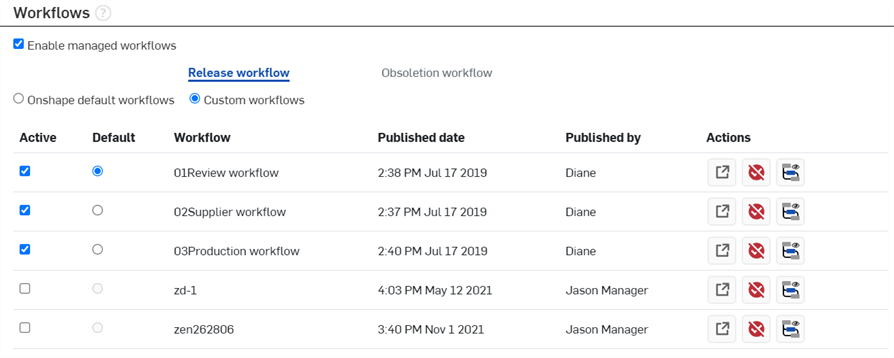 Workflows ?
Enable managed workflows
Release workflow Obsoletion workflow
Onshape default workflows Custom workflows
Active Default Workflow Published date Published by Actions
01Review workflow 2:38 PM Jul 17 2019 Diane
02Supplier workflow 2:37 PM Jul 17 2019 Diane
03Production workflow 2:40 PM Jul 17 2019 Diane
zd-1 4:03 PM May 12 2021 Jason Manager
zen262806 3:40 PM Nov 1 2021 Jason Manager